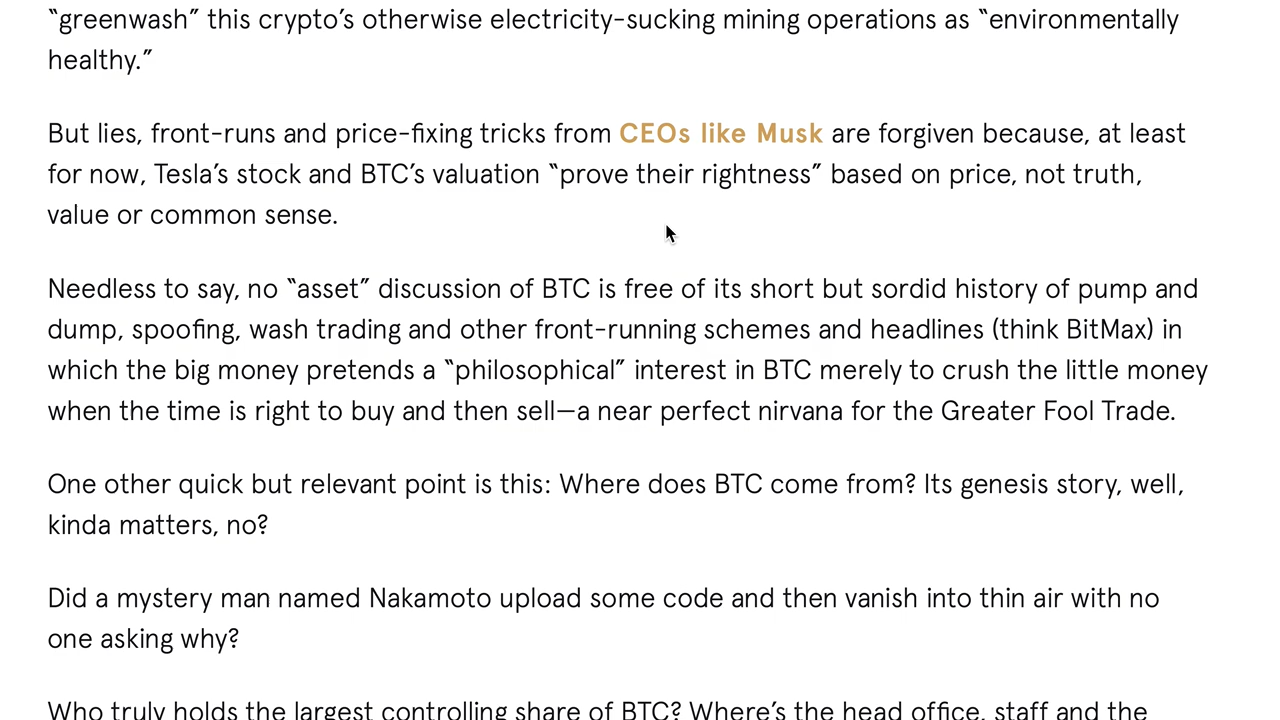 “greenwash” this crypto’s otherwise electricity-sucking mining operations as “environmentally
healthy.”
But lies, front-runs and price-fixing tricks from CEOs like Musk are forgiven because, at least
for now, Tesla’s stock and BTC’s valuation “prove their rightness” based on price, not truth,
value or common sense.
Needless to say, no “asset” discussion of BTC is free of its short but sordid history of pump and
dump, spoofing, wash trading and other front-running schemes and headlines (think BitMax) in
which the big money pretends a “philosophical” interest in BTC merely to crush the little money
when the time is right to buy and then sell—a near perfect nirvana for the Greater Fool Trade.
One other quick but relevant point is this: Where does BTC come from? Its genesis story, well,
kinda matters, no?
Did a mystery man named Nakamoto upload some code and then vanish into thin air with no
one asking why?
Who truly holds the largest controlling share of BTC? Where’s the head office, staff and the